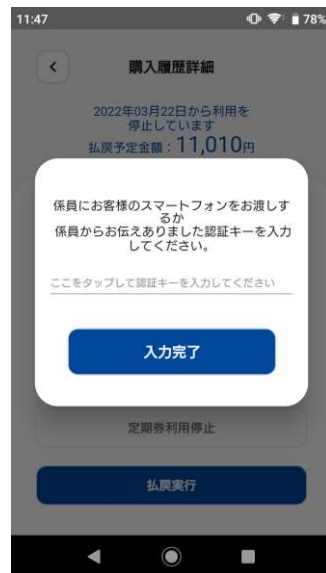 11:47
78%
購入履歴詳細
2022年03月22日から利用を
停止しています
払戻予定金額：11,010円
係員にお客様のスマートフォンをお渡しす
るか
係員からお伝えありました認証キーを入力
してください。
ここをタップして認証キーを入力してください
入力完了
定期券利用停止
払戻実行